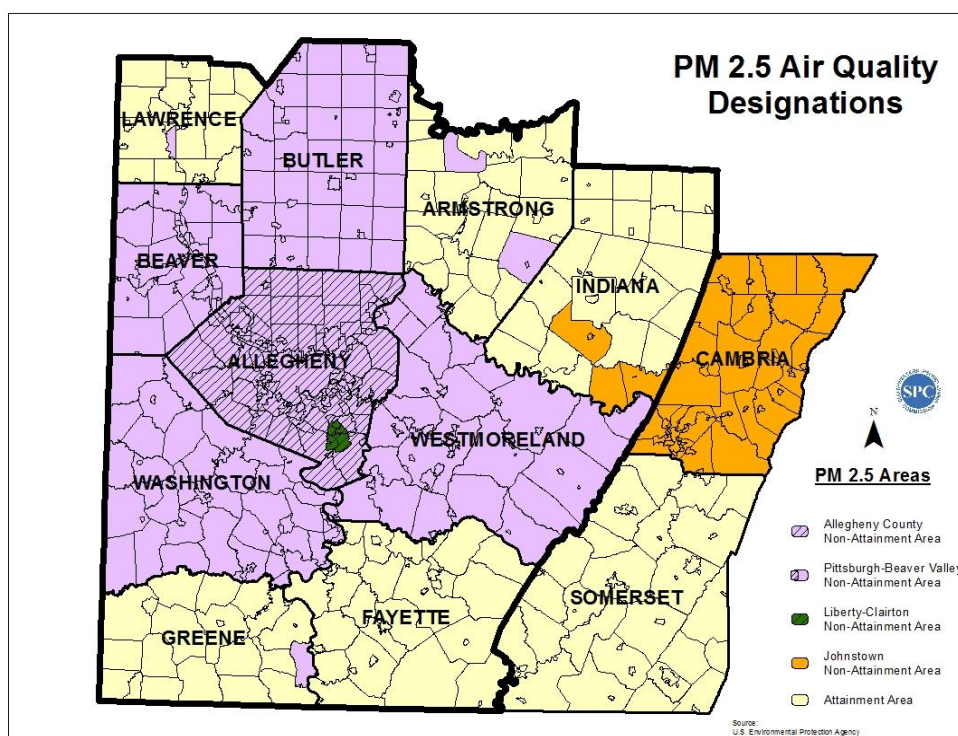 PM 2.5 Air Quality
Designations
LAWRENCE
BUTLER
ARMSTRONG
BEAVER
INDIANA
CAMBRIA
ALLEGHENY
WESTMORELAND
WASHINGTON
SOMERSET
FAYETTE
GREENE
SPC
N
PM 2.5 Areas
Allegheny County
Non-Attainment Area
Pittsburgh-Beaver Valley
Non-Attainment Area
Liberty-Clairton
Non-Attainment Area
Johnstown
Non-Attainment Area
Attainment Area
Source:
U.S. Environmental Protection Agency